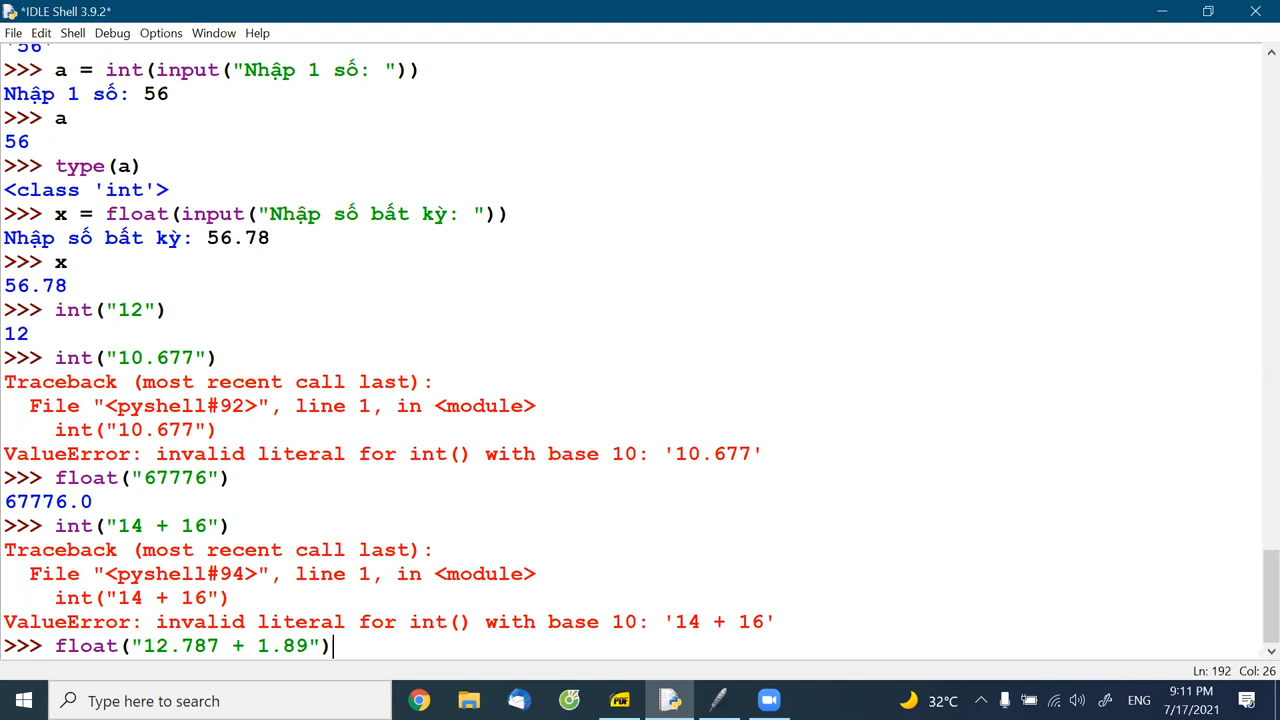 *IDLE Shell 3.9.2*
File Edit Shell Debug Options Window Help
'56'
>>> a = int(input("Nhập 1 số: "))
Nhập 1 số: 56
>>> a
56
>>> type(a)
<class 'int'>
>>> x = float(input("Nhập số bất kỳ: "))
Nhập số bất kỳ: 56.78
>>> x
56.78
>>> int("12")
12
>>> int("10.677")
Traceback (most recent call last):
  File "<pyshell#92>", line 1, in <module>
    int("10.677")
ValueError: invalid literal for int() with base 10: '10.677'
>>> float("67776")
67776.0
>>> int("14 + 16")
Traceback (most recent call last):
  File "<pyshell#94>", line 1, in <module>
    int("14 + 16")
ValueError: invalid literal for int() with base 10: '14 + 16'
>>> float("12.787 + 1.89")
Ln: 192 Col: 26
Type here to search
PDF
32°C
ENG
9:11 PM
7/17/2021